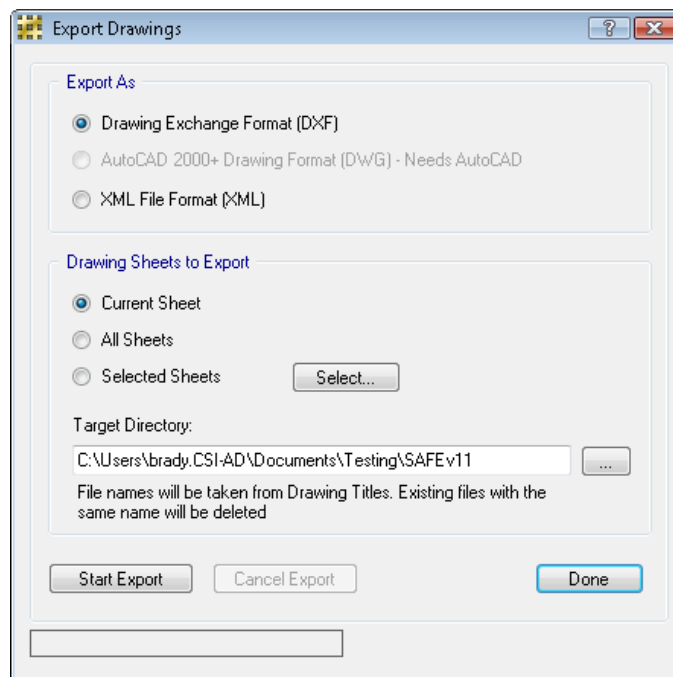 Export Drawings
Export As
Drawing Exchange Format (DXF)
AutoCAD 2000+ Drawing Format (DWG) - Needs AutoCAD
XML File Format (XML)
Drawing Sheets to Export
Current Sheet
All Sheets
Selected Sheets
Select...
Target Directory:
C:\Users\brady.CSI-AD\Documents\Testing\SAFEv11
...
File names will be taken from Drawing Titles. Existing files with the
same name will be deleted
Start Export
Cancel Export
Done